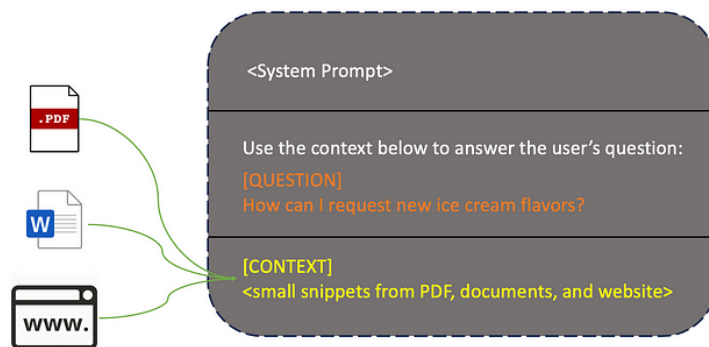 <System Prompt>
.PDF
Use the context below to answer the user’s question:
[QUESTION]
How can I request new ice cream flavors?
W
[CONTEXT]
<small snippets from PDF, documents, and website>
www.